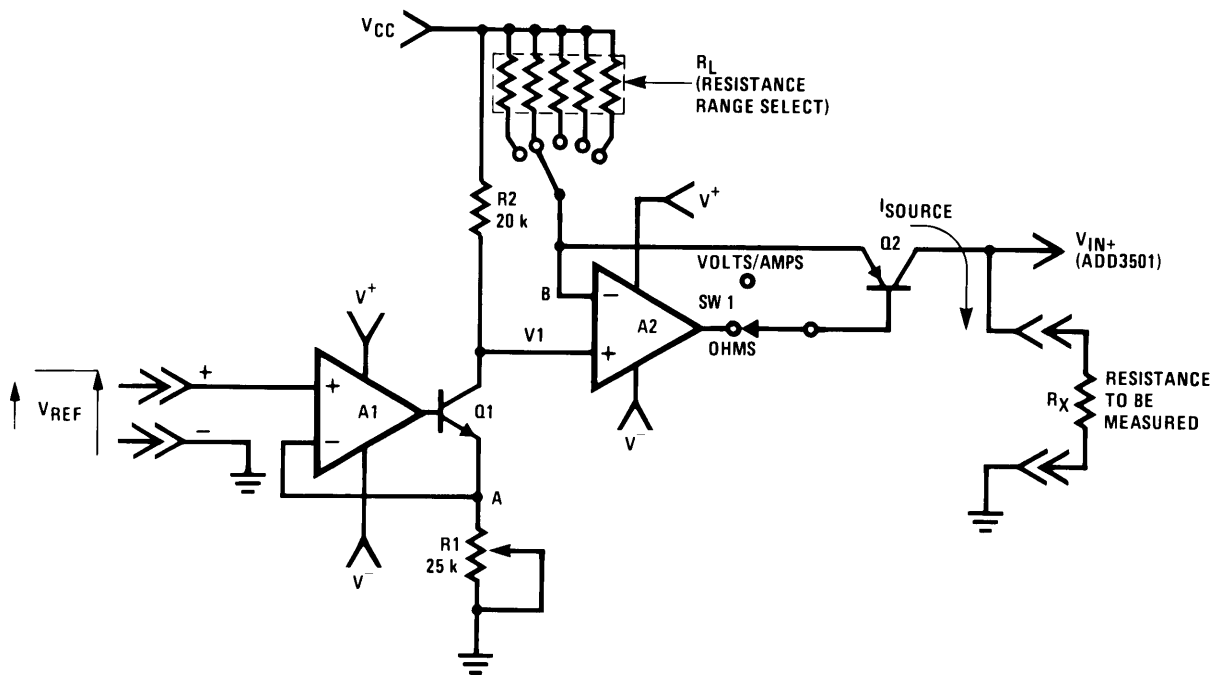 VCC
RL
(RESISTANCE
RANGE SELECT)
R2
20 k
V+
ISOURCE
Q2
VIN+
(ADD3501)
VOLTS/AMPS
SW 1
B
−
A2
+
OHMS
V1
V−
V+
+
VREF
−
+
A1
−
Q1
A
R1
25 k
V−
RX
RESISTANCE
TO BE
MEASURED